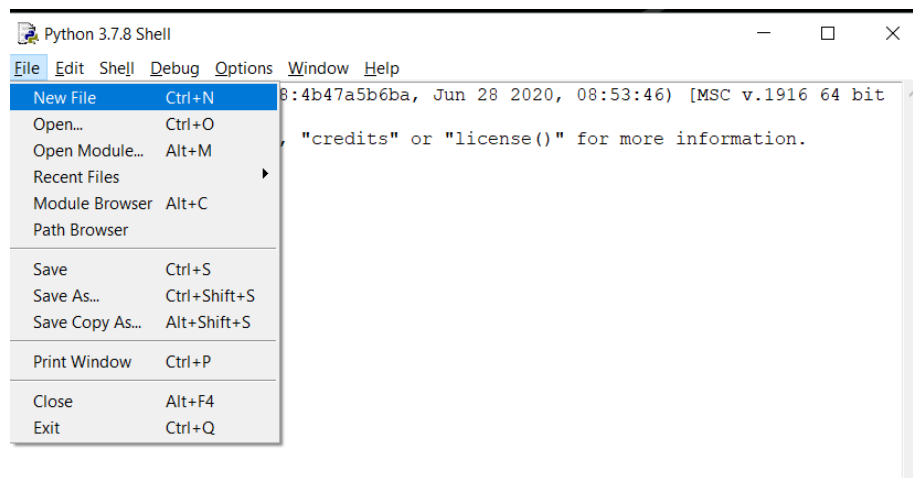 Python 3.7.8 Shell
File Edit Shell Debug Options Window Help
New File Ctrl+N
8:4b47a5b6ba, Jun 28 2020, 08:53:46) [MSC v.1916 64 bit
Open... Ctrl+O
, "credits" or "license()" for more information.
Open Module... Alt+M
Recent Files
Module Browser Alt+C
Path Browser
Save Ctrl+S
Save As... Ctrl+Shift+S
Save Copy As... Alt+Shift+S
Print Window Ctrl+P
Close Alt+F4
Exit Ctrl+Q